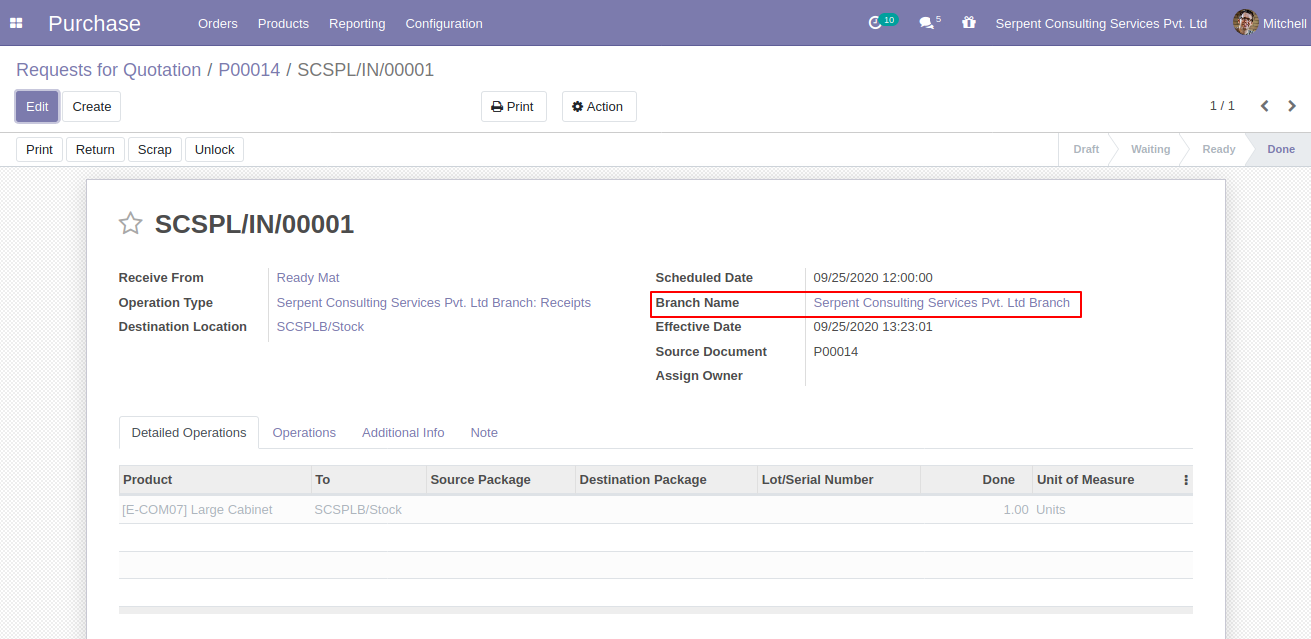 Purchase Orders Products Reporting Configuration 10 5 Serpent Consulting Services Pvt. Ltd Mitchell
Requests for Quotation / P00014 / SCSPL/IN/00001
Edit Create Print Action 1 / 1
Print Return Scrap Unlock Draft Waiting Ready Done
SCSPL/IN/00001
Receive From Ready Mat Scheduled Date 09/25/2020 12:00:00
Operation Type Serpent Consulting Services Pvt. Ltd Branch: Receipts Branch Name Serpent Consulting Services Pvt. Ltd Branch
Destination Location SCSPLB/Stock Effective Date 09/25/2020 13:23:01
Source Document P00014
Assign Owner
Detailed Operations Operations Additional Info Note
Product To Source Package Destination Package Lot/Serial Number Done Unit of Measure
[E-COM07] Large Cabinet SCSPLB/Stock 1.00 Units